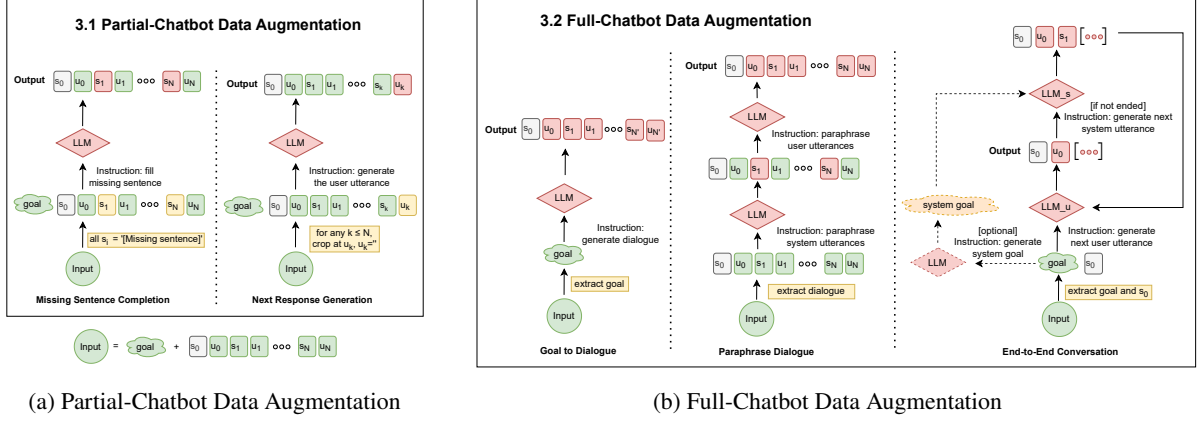 3.1 Partial-Chatbot Data Augmentation
Output s0 u0 s1 u1 ooo sN uN
LLM
Instruction: fill
missing sentence
goal s0 u0 s1 u1 ooo sN uN
all si = '[Missing sentence]'
Input
Missing Sentence Completion
Output s0 u0 s1 u1 ooo sk uk
LLM
Instruction: generate
the user utterance
goal s0 u0 s1 u1 ooo sk uk
for any k ≤ N,
crop at uk, uk=''
Input
Next Response Generation
Input = goal + s0 u0 s1 u1 ooo sN uN
(a) Partial-Chatbot Data Augmentation
3.2 Full-Chatbot Data Augmentation
Output s0 u0 s1 u1 ooo sN' uN'
LLM
Instruction:
generate dialogue
goal
extract goal
Input
Goal to Dialogue
Output s0 u0 s1 u1 ooo sN uN
LLM
Instruction: paraphrase
user utterances
s0 u0 s1 u1 ooo sN uN
LLM
Instruction: paraphrase
system utterances
s0 u0 s1 u1 ooo sN uN
extract dialogue
Input
Paraphrase Dialogue
s0 u0 s1 [ooo]
LLM_s
[if not ended]
Instruction: generate next
system utterance
Output s0 u0 [ooo]
system goal
LLM_u
[optional]
Instruction: generate
system goal
Instruction: generate
next user utterance
LLM
goal s0
extract goal and s0
Input
End-to-End Conversation
(b) Full-Chatbot Data Augmentation